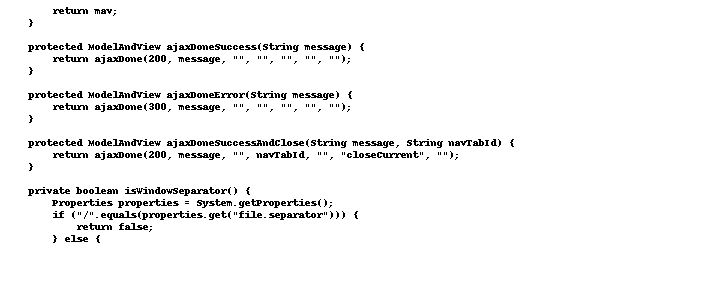 return mav;
}
protected ModelAndView ajaxDoneSuccess(String message) {
return ajaxDone(200, message, "", "", "", "", "");
}
protected ModelAndView ajaxDoneError(String message) {
return ajaxDone(300, message, "", "", "", "", "");
}
protected ModelAndView ajaxDoneSuccessAndClose(String message, String navTabId) {
return ajaxDone(200, message, "", navTabId, "", "closeCurrent", "");
}
private boolean isWindowSeparator() {
Properties properties = System.getProperties();
if ("/".equals(properties.get("file.separator"))) {
return false;
} else {